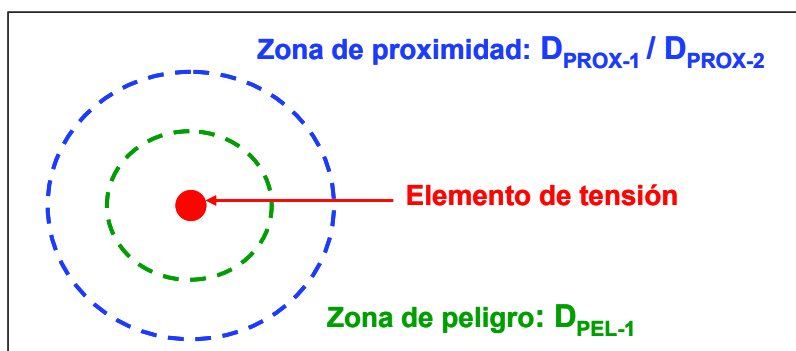 Zona de proximidad: DPROX-1 / DPROX-2
Elemento de tensión
Zona de peligro: DPEL-1